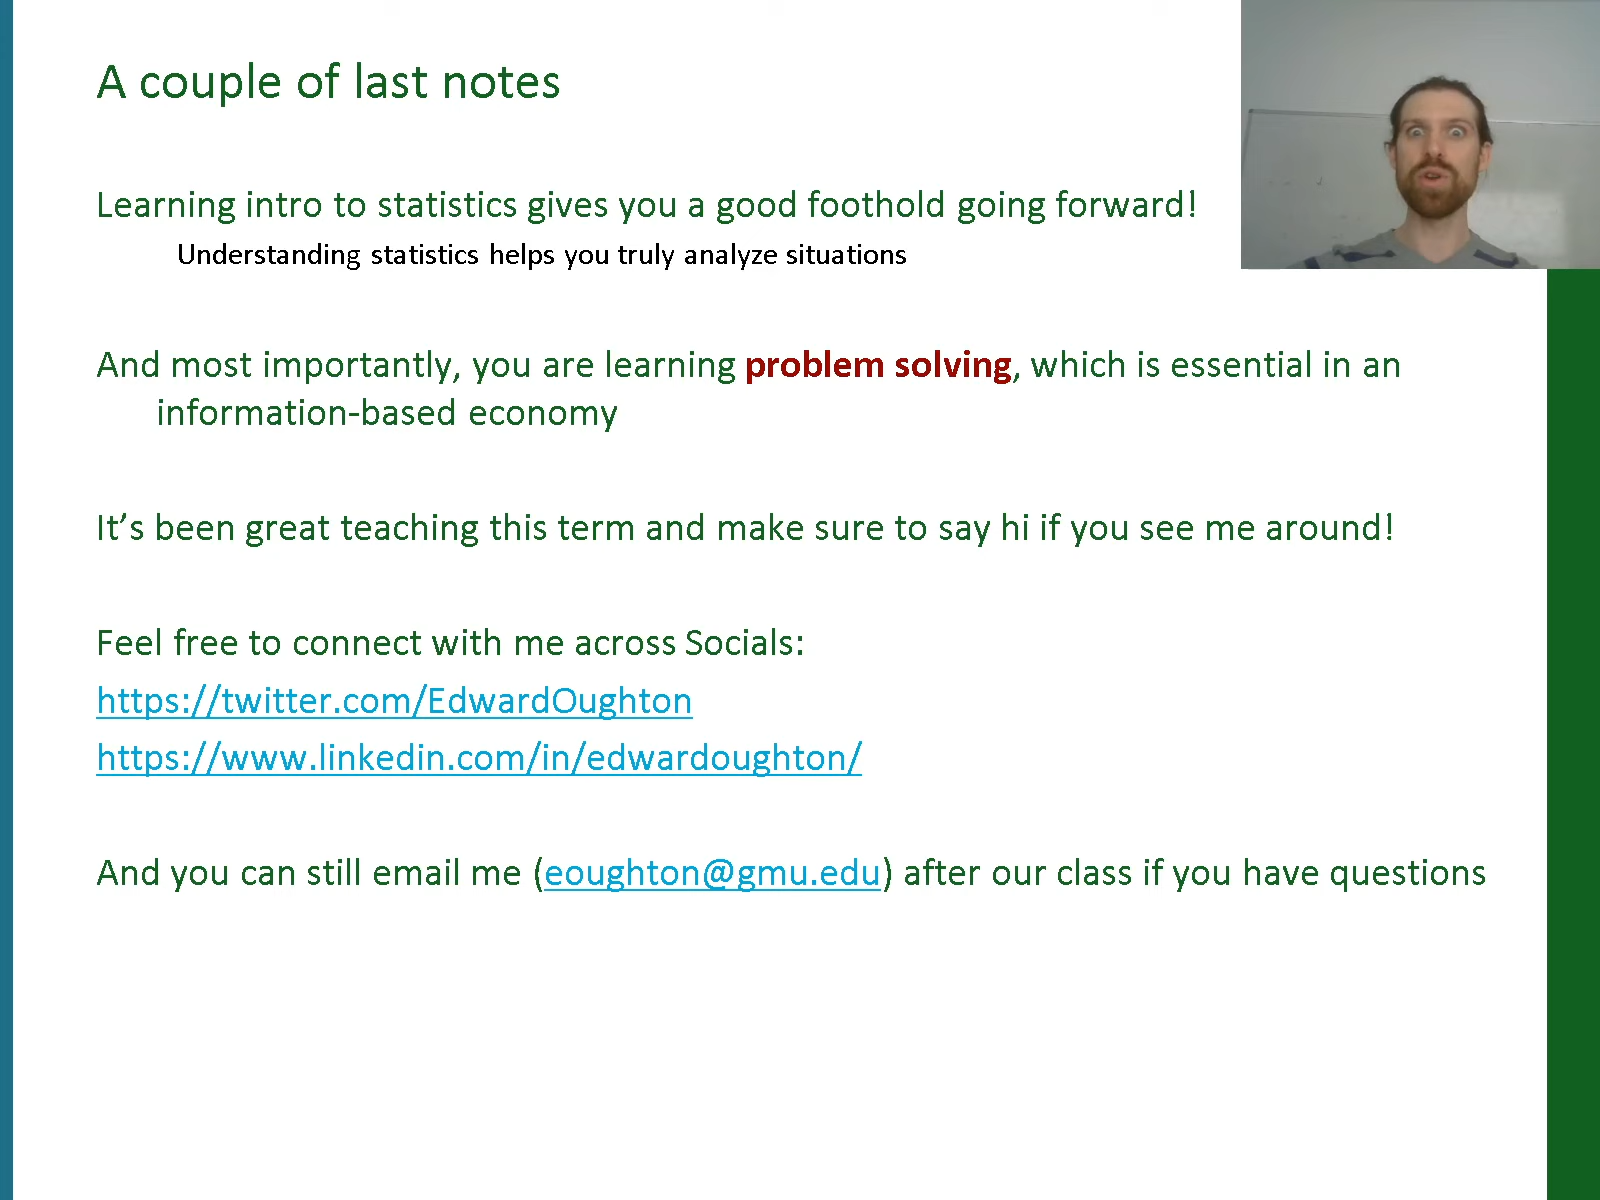 A couple of last notes
Learning intro to statistics gives you a good foothold going forward!
Understanding statistics helps you truly analyze situations
And most importantly, you are learning problem solving, which is essential in an
information-based economy
It’s been great teaching this term and make sure to say hi if you see me around!
Feel free to connect with me across Socials:
https://twitter.com/EdwardOughton
https://www.linkedin.com/in/edwardoughton/
And you can still email me (eoughton@gmu.edu) after our class if you have questions